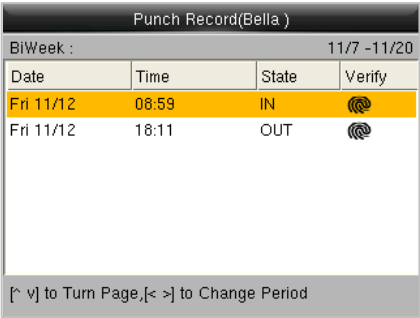 Punch Record(Bella )
BiWeek : 11/7 -11/20
Date Time State Verify
Fri 11/12 08:59 IN
Fri 11/12 18:11 OUT
[^ v] to Turn Page,[< >] to Change Period